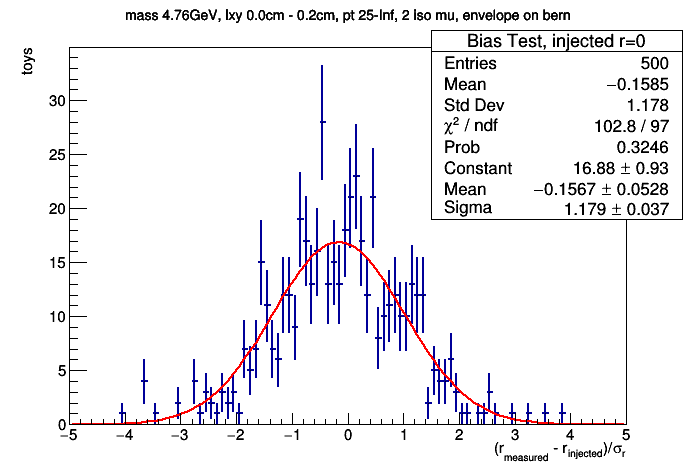 mass 4.76GeV, lxy 0.0cm - 0.2cm, pt 25-Inf, 2 Iso mu, envelope on bern
Bias Test, injected r=0
Entries 500
Mean −0.1585
Std Dev 1.178
χ² / ndf 102.8 / 97
Prob 0.3246
Constant 16.88 ± 0.93
Mean −0.1567 ± 0.0528
Sigma 1.179 ± 0.037
toys
30
25
20
15
10
5
0
−5 −4 −3 −2 −1 0 1 2 3 4 5
(r_measured - r_injected)/σ_r